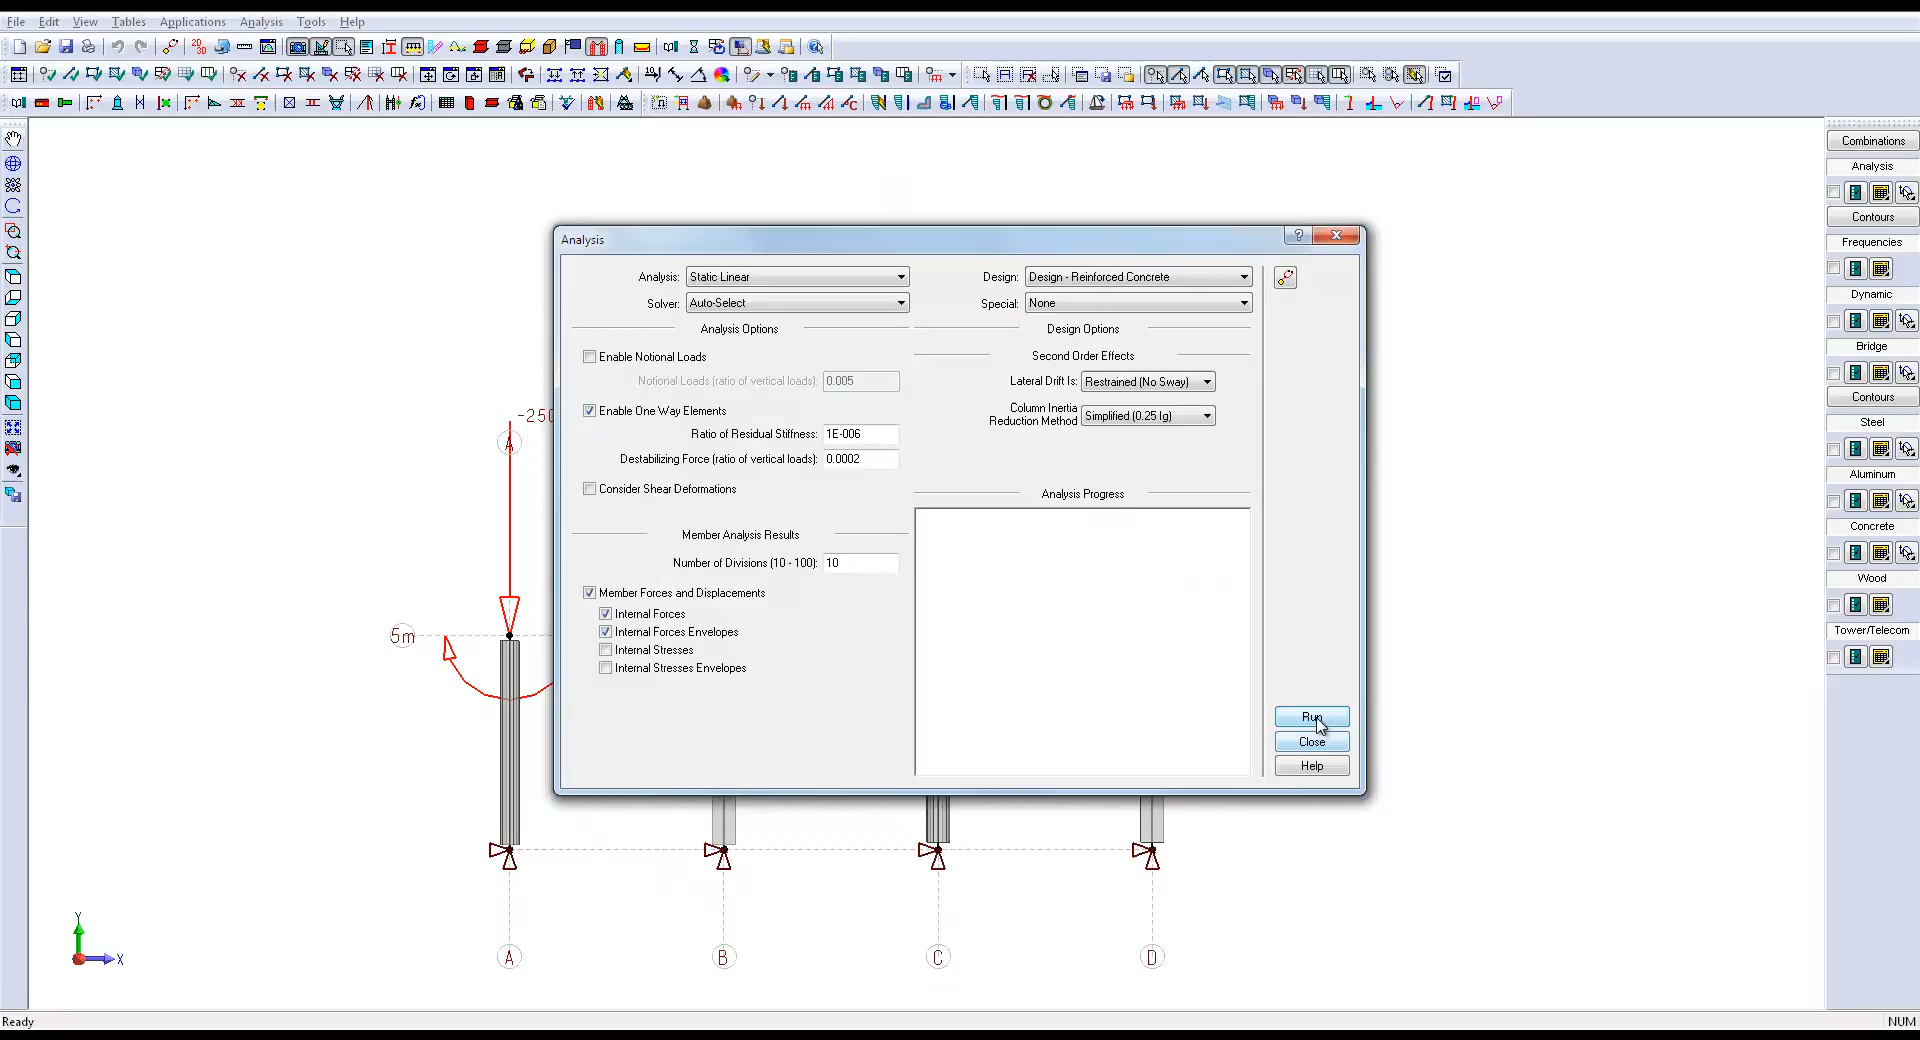 File Edit View Tables Applications Analysis Tools Help
Combinations
Analysis
Contours
Frequencies
Dynamic
Bridge
Contours
Steel
Aluminum
Concrete
Wood
Tower/Telecom
Analysis
Analysis: Static Linear
Design: Design - Reinforced Concrete
Solver: Auto-Select
Special: None
Analysis Options
Design Options
Enable Notional Loads
Notional Loads (ratio of vertical loads): 0.005
Enable One Way Elements
Ratio of Residual Stiffness: 1E-006
Destabilizing Force (ratio of vertical loads): 0.0002
Consider Shear Deformations
Second Order Effects
Lateral Drift Is: Restrained (No Sway)
Column Inertia
Reduction Method Simplified (0.25 Ig)
Member Analysis Results
Number of Divisions (10 - 100): 10
Member Forces and Displacements
Internal Forces
Internal Forces Envelopes
Internal Stresses
Internal Stresses Envelopes
Analysis Progress
Run
Close
Help
-250
A
5m
A B C D
Y
X
Ready
NUM